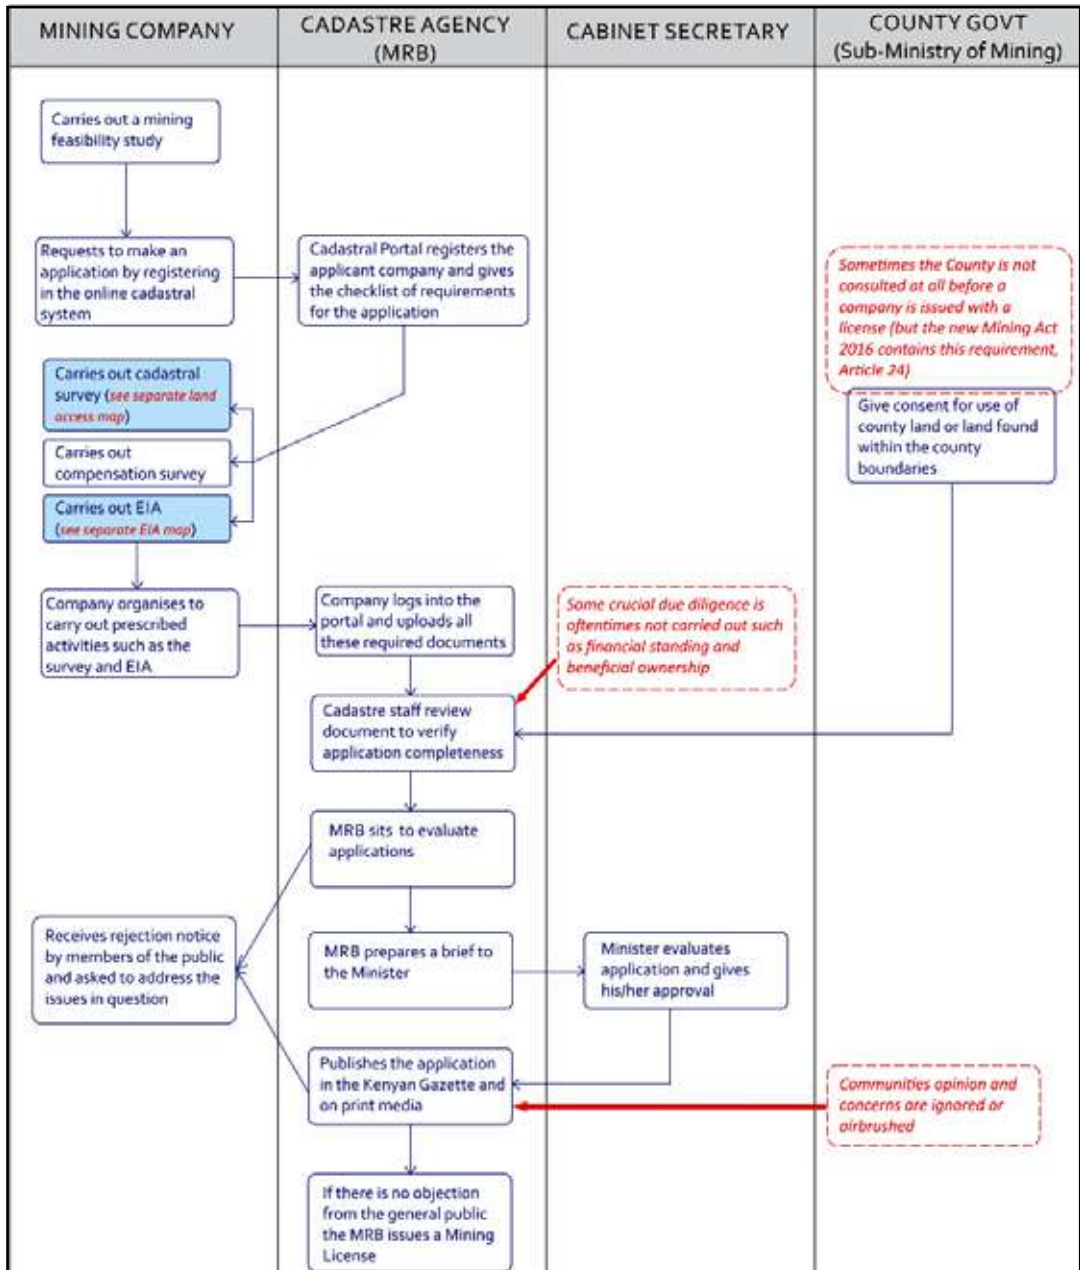 MINING COMPANY
CADASTRE AGENCY
(MRB)
CABINET SECRETARY
COUNTY GOVT
(Sub-Ministry of Mining)
Carries out a mining
feasibility study
Requests to make an
application by registering
in the online cadastral
system
Cadastral Portal registers the
applicant company and gives
the checklist of requirements
for the application
Sometimes the County is not
consulted at all before a
company is issued with a
license (but the new Mining Act
2016 contains this requirement,
Article 24)
Carries out cadastral
survey (see separate land
access map)
Give consent for use of
county land or land found
within the county
boundaries
Carries out
compensation survey
Carries out EIA
(see separate EIA map)
Company organises to
carry out prescribed
activities such as the
survey and EIA
Company logs into the
portal and uploads all
these required documents
Some crucial due diligence is
oftentimes not carried out such
as financial standing and
beneficial ownership
Cadastre staff review
document to verify
application completeness
MRB sits to evaluate
applications
Receives rejection notice
by members of the public
and asked to address the
issues in question
MRB prepares a brief to
the Minister
Minister evaluates
application and gives
his/her approval
Publishes the application
in the Kenyan Gazette and
on print media
Communities opinion and
concerns are ignored or
airbrushed
If there is no objection
from the general public
the MRB issues a Mining
License